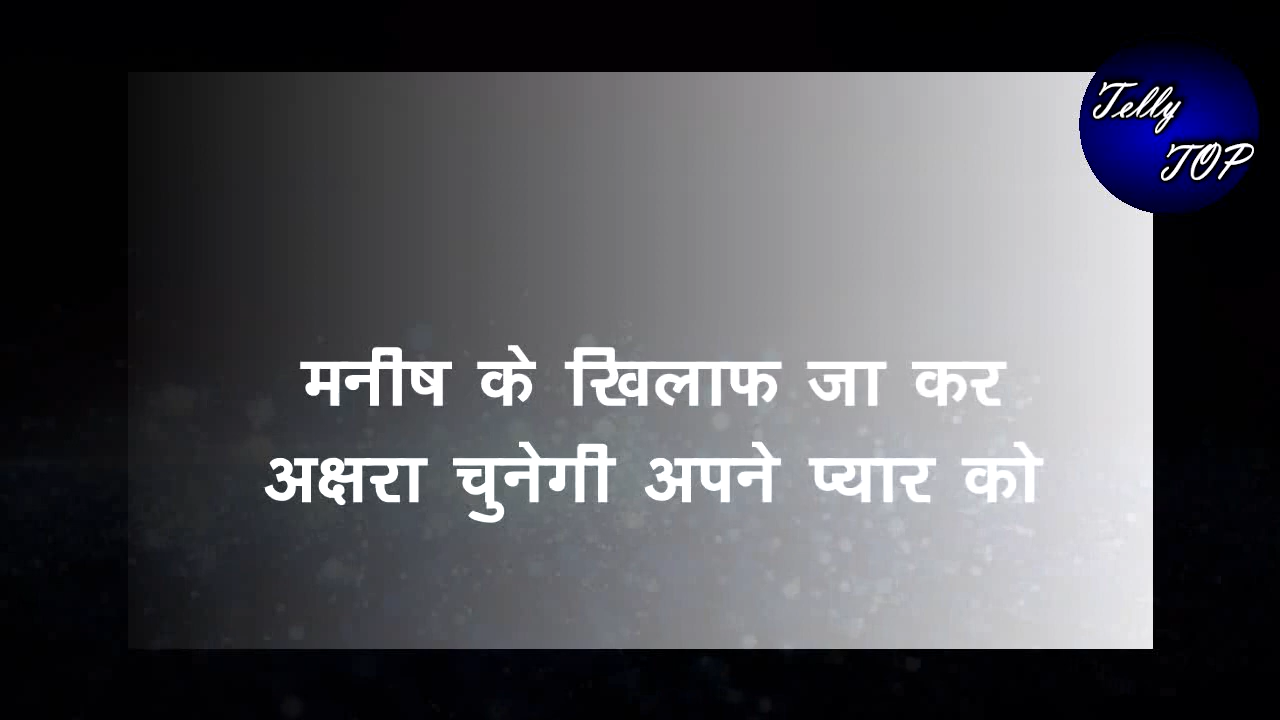 Telly
TOP
मनीष के खिलाफ जा कर
अक्षरा चुनेगी अपने प्यार को